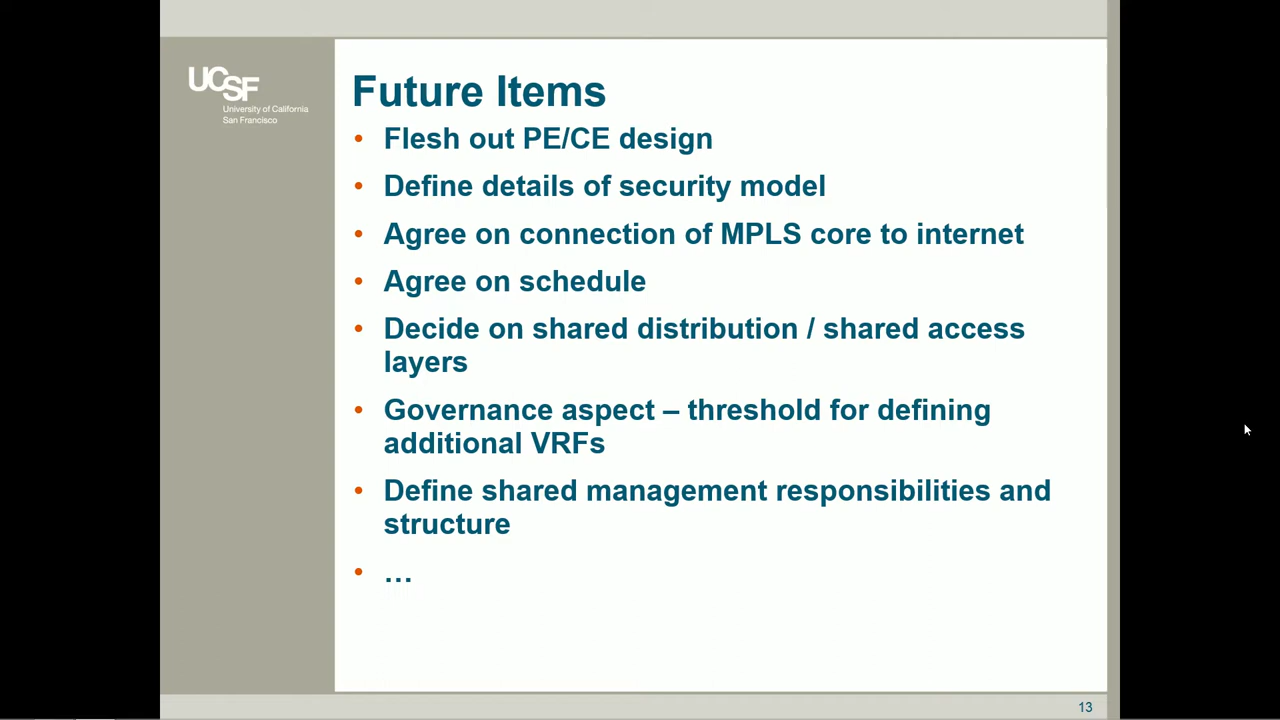 UCSF
University of California
San Francisco
Future Items
• Flesh out PE/CE design
• Define details of security model
• Agree on connection of MPLS core to internet
• Agree on schedule
• Decide on shared distribution / shared access
layers
• Governance aspect – threshold for defining
additional VRFs
• Define shared management responsibilities and
structure
• …
13